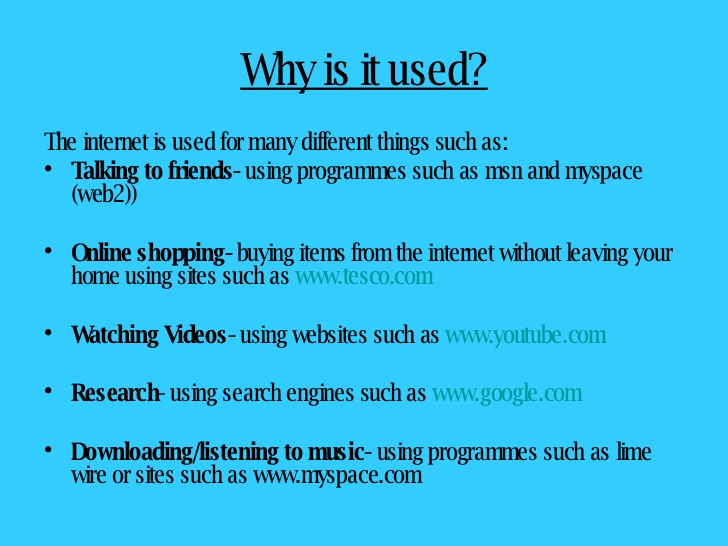 Why is it used?
The internet is used for many different things such as:
• Talking to friends- using programmes such as msn and myspace
(web2))
• Online shopping- buying items from the internet without leaving your
home using sites such as www.tesco.com
• Watching Videos- using websites such as www.youtube.com
• Research- using search engines such as www.google.com
• Downloading/listening to music- using programmes such as lime
wire or sites such as www.myspace.com